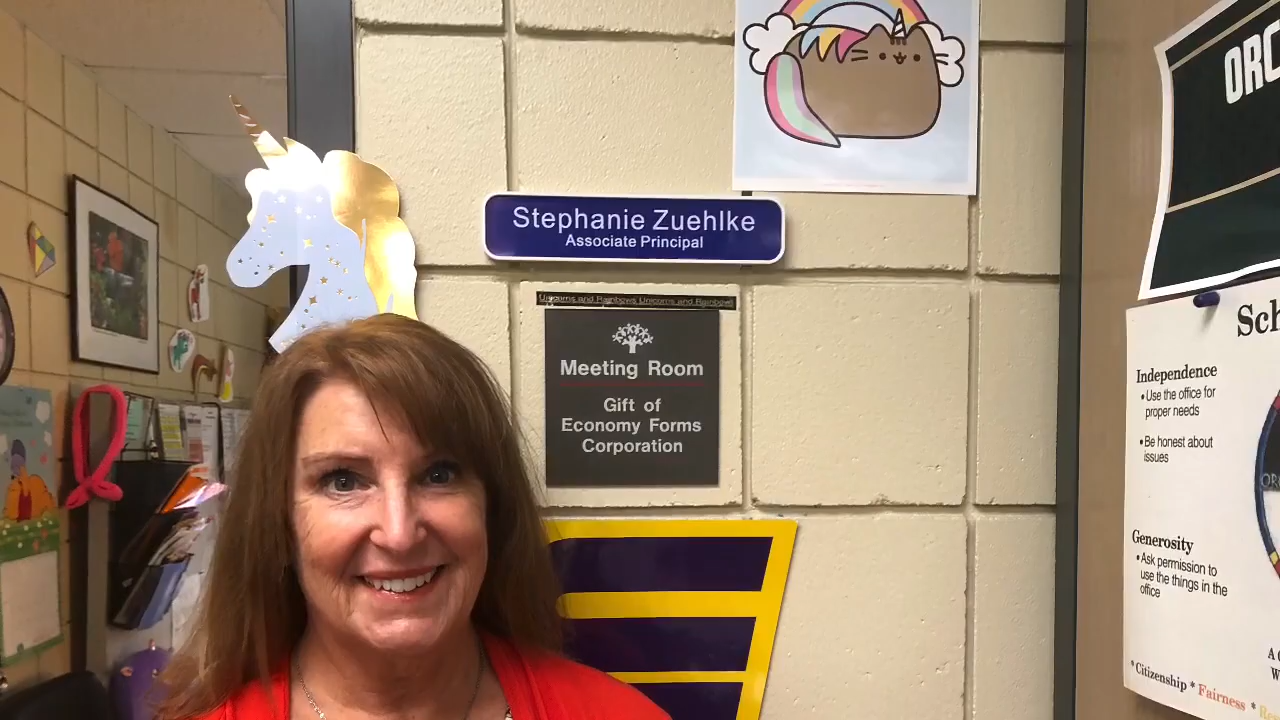 Stephanie Zuehlke
Associate Principal
Unicorns and Rainbows Unicorns and Rainbows
Meeting Room
Gift of
Economy Forms
Corporation
Independence
• Use the office for
proper needs
• Be honest about
issues
Generosity
• Ask permission to
use the things in the
office
* Citizenship * Fairness *